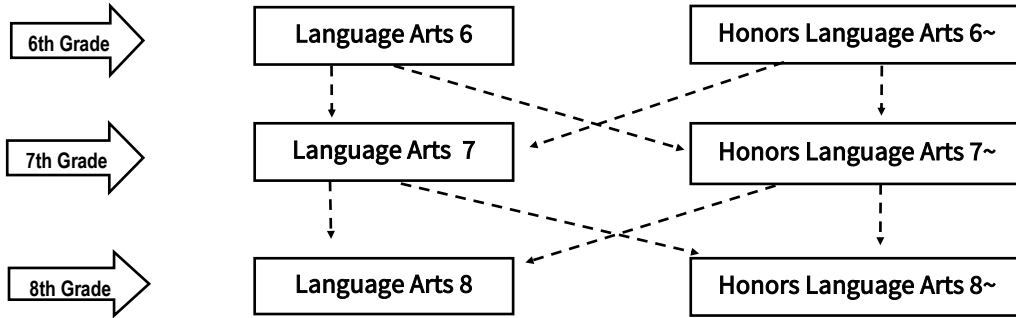 6th Grade
Language Arts 6
Honors Language Arts 6~
7th Grade
Language Arts 7
Honors Language Arts 7~
8th Grade
Language Arts 8
Honors Language Arts 8~